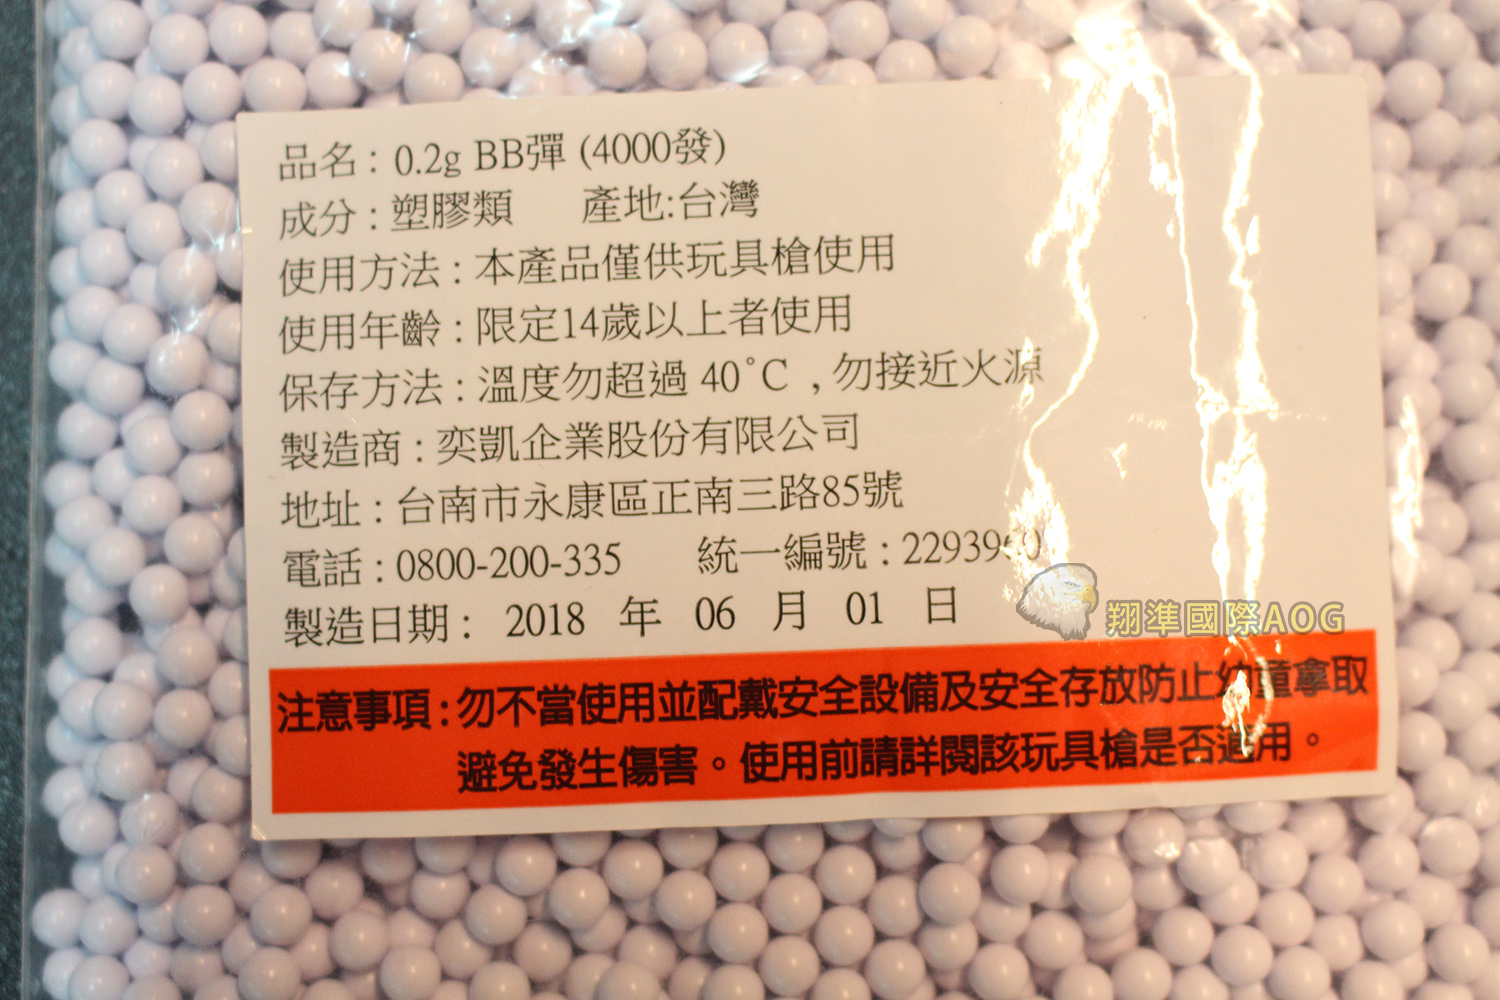 品名：0.2g BB彈 (4000發)
成分：塑膠類 產地:台灣
使用方法：本產品僅供玩具槍使用
使用年齡：限定14歲以上者使用
保存方法：溫度勿超過 40°C ,勿接近火源
製造商：奕凱企業股份有限公司
地址：台南市永康區正南三路85號
電話：0800-200-335 統一編號：
製造日期： 2018 年 06 月 01 日
翔準國際AOG
注意事項：勿不當使用並配戴安全設備及安全存放防止幼童拿取
避免發生傷害。使用前請詳閱該玩具槍是否適用。